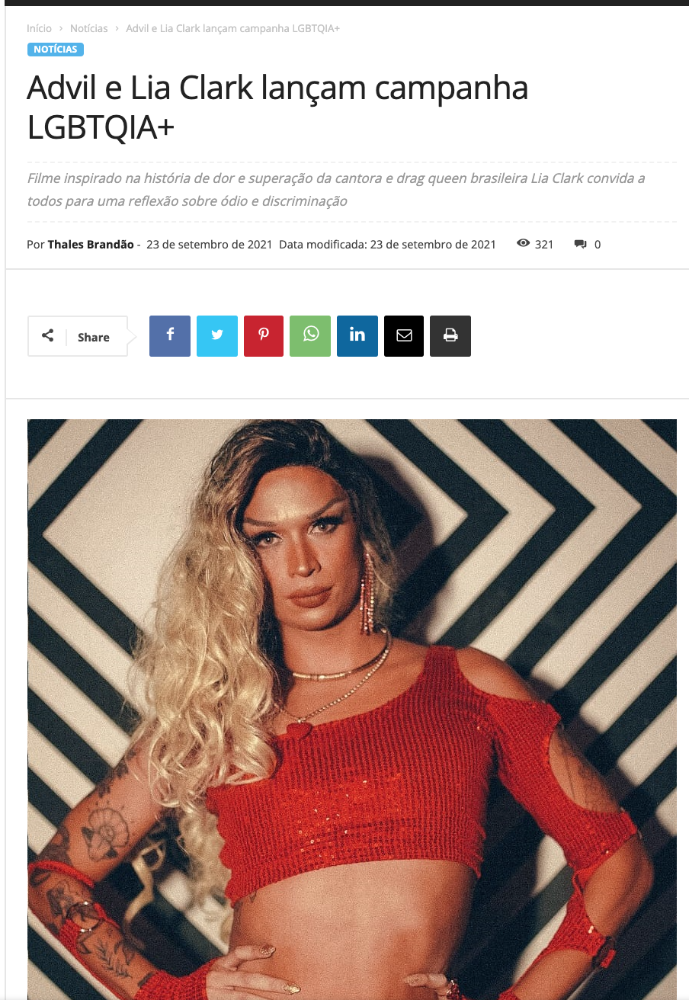 Início › Notícias › Advil e Lia Clark lançam campanha LGBTQIA+
NOTÍCIAS
Advil e Lia Clark lançam campanha
LGBTQIA+
Filme inspirado na história de dor e superação da cantora e drag queen brasileira Lia Clark convida a
todos para uma reflexão sobre ódio e discriminação
Por Thales Brandão - 23 de setembro de 2021 Data modificada: 23 de setembro de 2021 321 0
Share